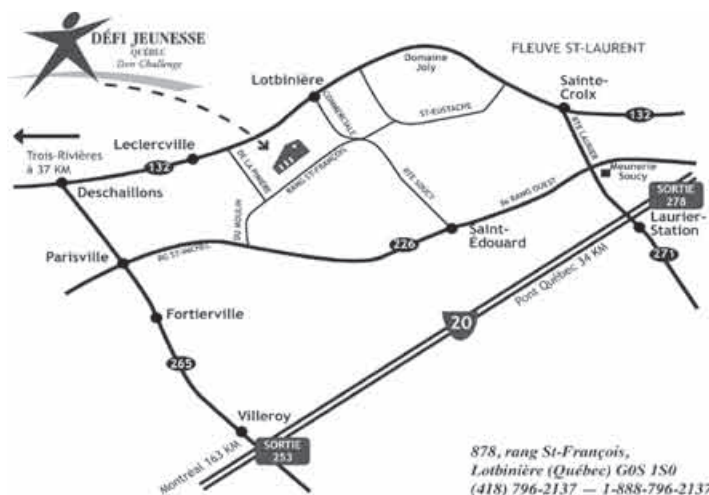 DÉFI JEUNESSE
QUÉBEC
Teen Challenge
FLEUVE ST-LAURENT
Domaine
Joly
Lotbinière
Sainte-
Croix
COMMERCIALE
ST-EUSTACHE
132
Trois-Rivières
à 37 KM
Leclercville
132
DE LA PINIÈRE
RANG ST-FRANÇOIS
RTE SOUCY
RTE LAURIER
Meunerie
Soucy
Deschaillons
SORTIE
278
DU MOULIN
3e RANG OUEST
Saint-
Édouard
Laurier-
Station
Parisville
RG ST-MICHEL
226
271
Pont Québec 34 KM
Fortierville
20
265
Villeroy
SORTIE
253
Montréal 163 KM
878, rang St-François,
Lotbinière (Québec) G0S 1S0
(418) 796-2137 — 1-888-796-2137